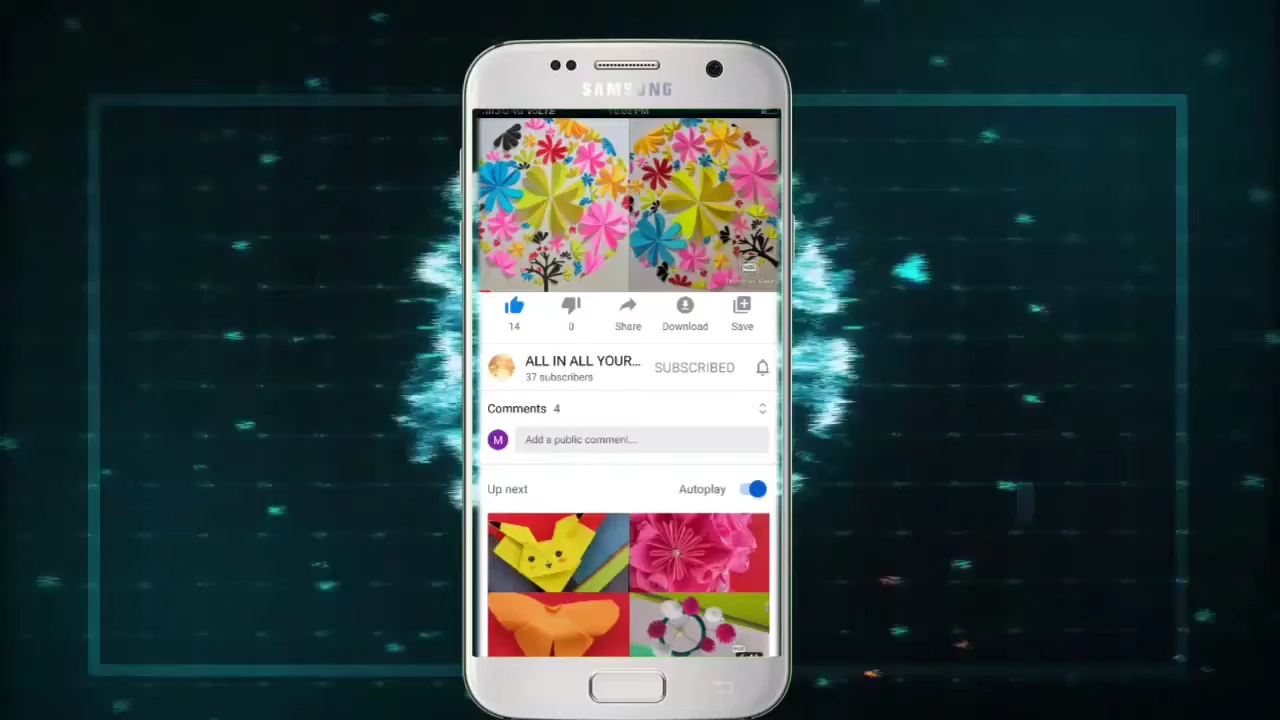 SAMSUNG
14
0
Share
Download
Save
ALL IN ALL YOUR...
SUBSCRIBED
37 subscribers
Comments 4
M
Add a public comment...
Up next
Autoplay